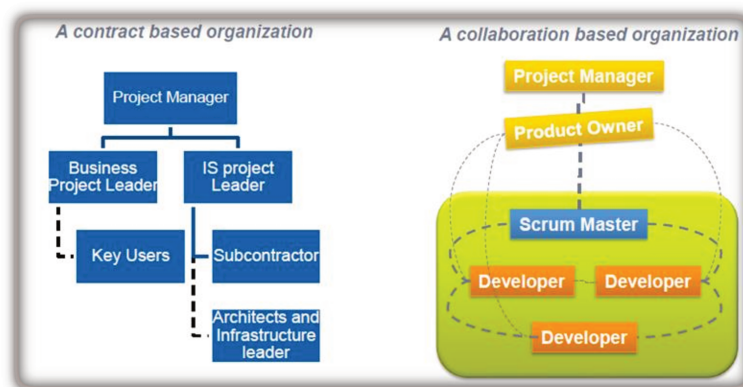 A contract based organization
Project Manager
Business
Project Leader
IS project
Leader
Key Users
Subcontractor
Architects and
Infrastructure
leader
A collaboration based organization
Project Manager
Product Owner
Scrum Master
Developer
Developer
Developer